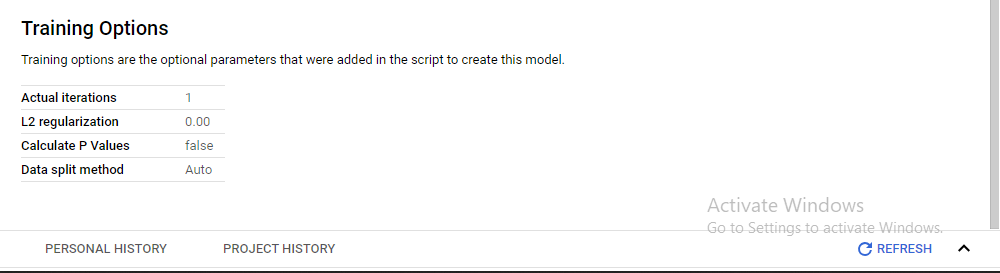 Training Options
Training options are the optional parameters that were added in the script to create this model.
Actual iterations 1
L2 regularization 0.00
Calculate P Values false
Data split method Auto
Activate Windows
Go to Settings to activate Windows.
PERSONAL HISTORY PROJECT HISTORY REFRESH